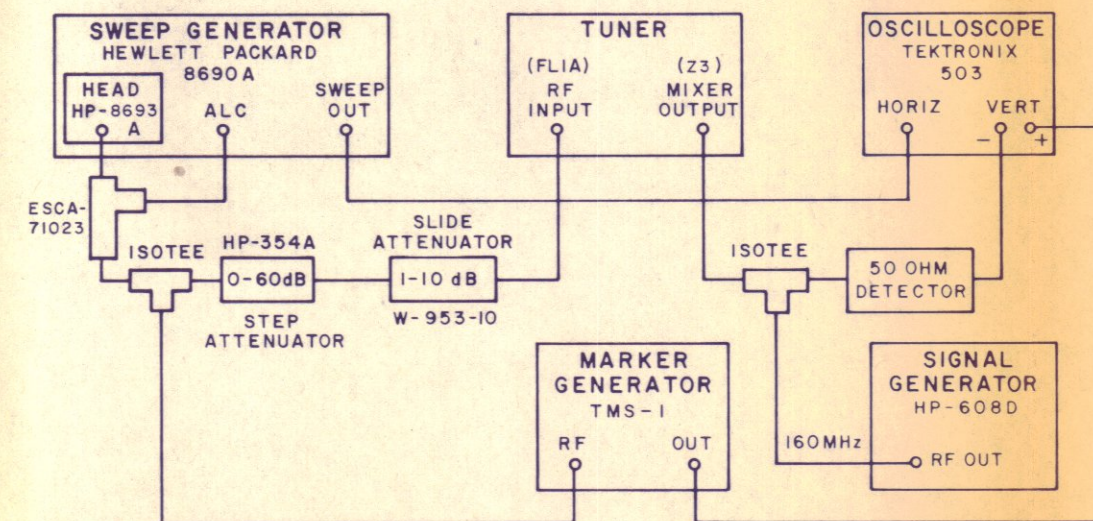 SWEEP GENERATOR
HEWLETT PACKARD
8690A
HEAD
HP-8693
A
ALC
SWEEP
OUT
TUNER
(FL1A)
RF
INPUT
(Z3)
MIXER
OUTPUT
OSCILLOSCOPE
TEKTRONIX
503
HORIZ
VERT
- +
ESCA-
71023
ISOTEE
HP-354A
0-60dB
STEP
ATTENUATOR
SLIDE
ATTENUATOR
1-10 dB
W-953-10
ISOTEE
50 OHM
DETECTOR
MARKER
GENERATOR
TMS-1
RF
OUT
160MHz
SIGNAL
GENERATOR
HP-608D
RF OUT